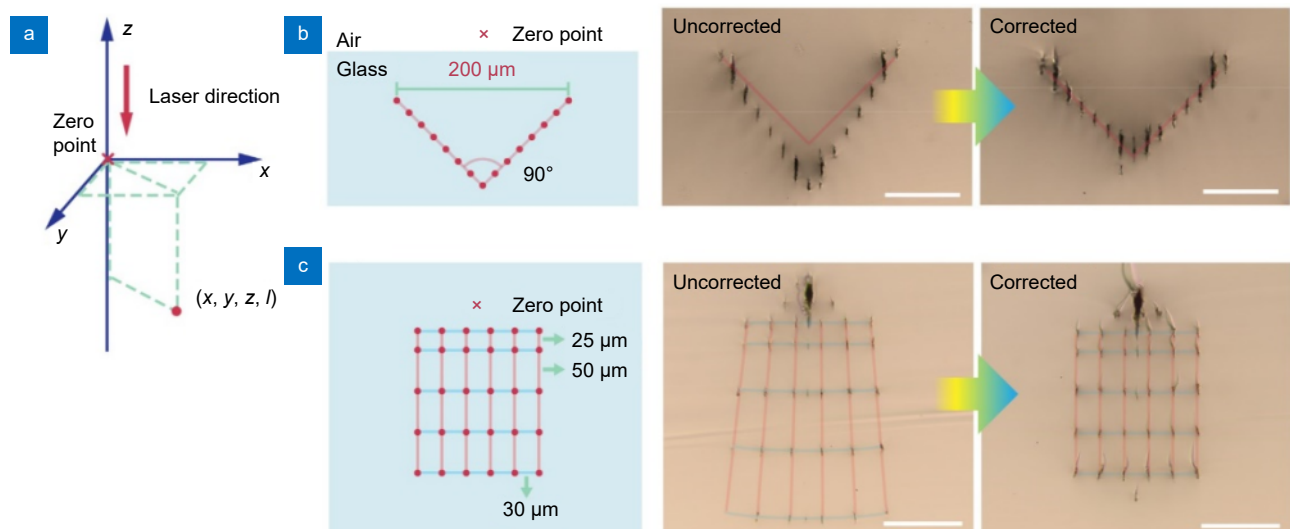 a
z
Laser direction
Zero
point
x
y
(x, y, z, I)
b
Air
× Zero point
Glass
200 µm
90°
Uncorrected
Corrected
c
× Zero point
25 µm
50 µm
30 µm
Uncorrected
Corrected